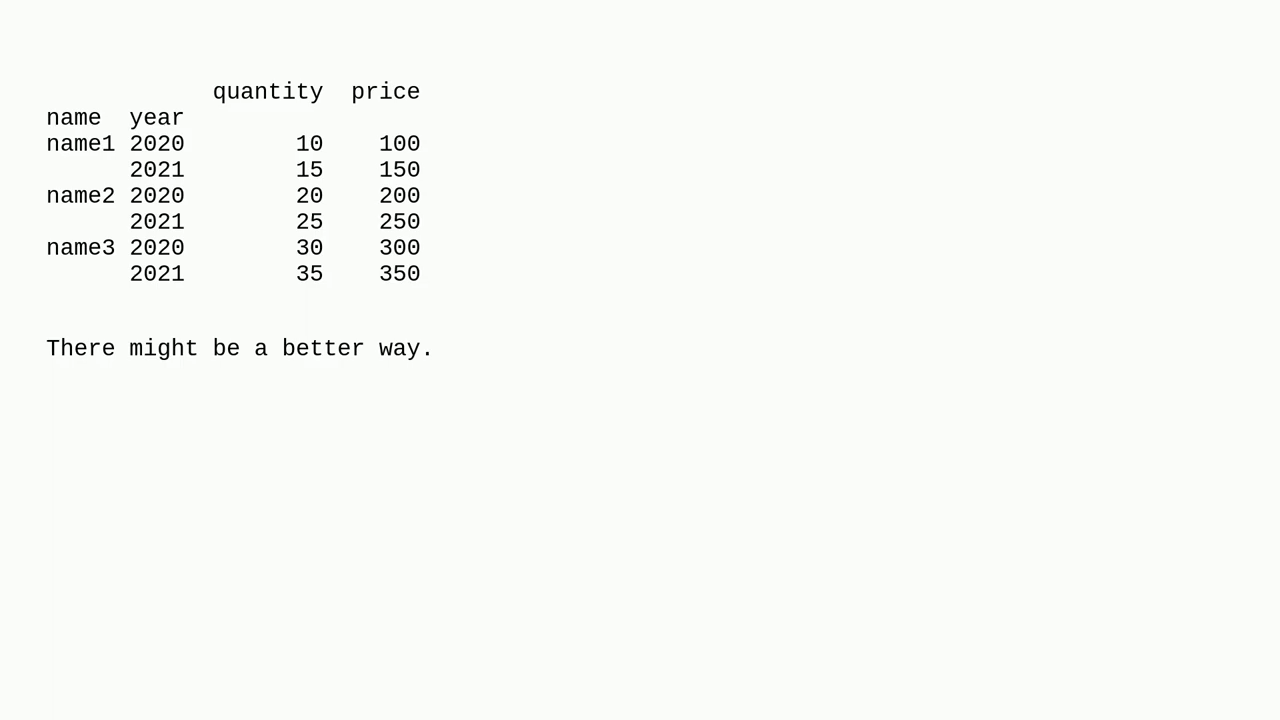 quantity price
name year
name1 2020 10 100
2021 15 150
name2 2020 20 200
2021 25 250
name3 2020 30 300
2021 35 350
There might be a better way.